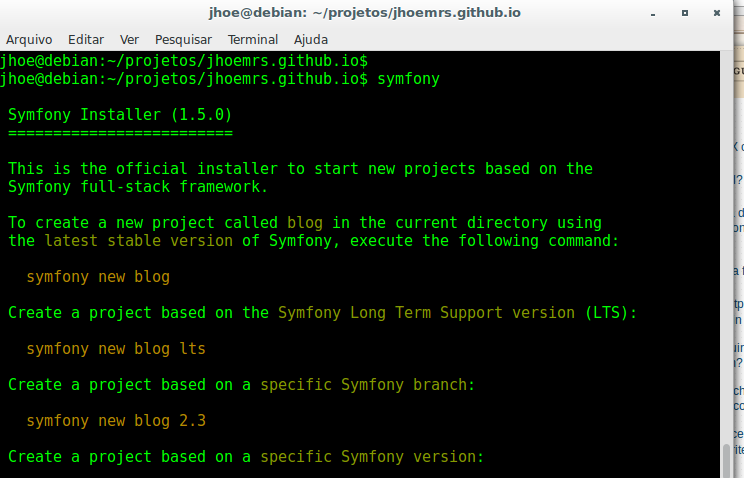 jhoe@debian: ~/projetos/jhoemrs.github.io
Arquivo Editar Ver Pesquisar Terminal Ajuda
jhoe@debian:~/projetos/jhoemrs.github.io$
jhoe@debian:~/projetos/jhoemrs.github.io$ symfony
Symfony Installer (1.5.0)
=========================
This is the official installer to start new projects based on the
Symfony full-stack framework.
To create a new project called blog in the current directory using
the latest stable version of Symfony, execute the following command:
symfony new blog
Create a project based on the Symfony Long Term Support version (LTS):
symfony new blog lts
Create a project based on a specific Symfony branch:
symfony new blog 2.3
Create a project based on a specific Symfony version: